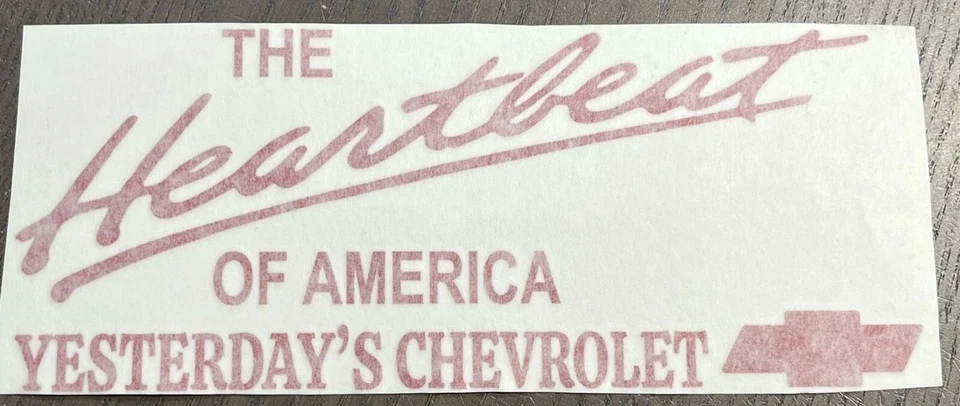 THE
Heartbeat
OF AMERICA
YESTERDAY'S CHEVROLET